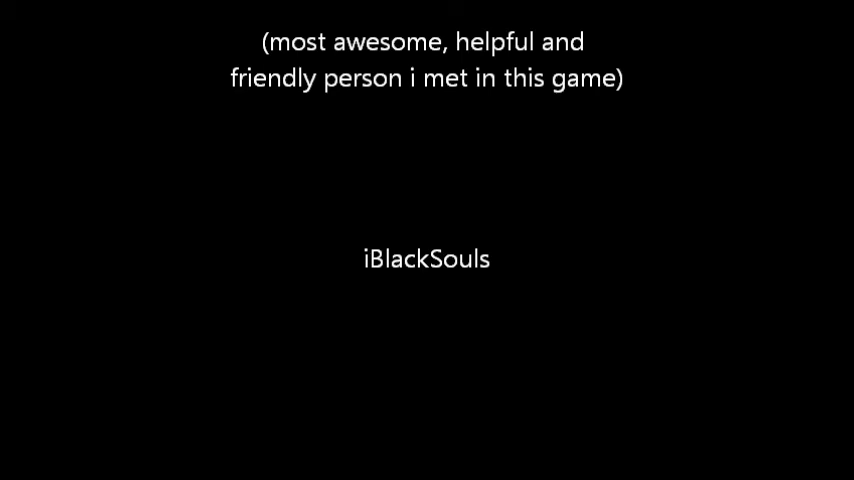 (most awesome, helpful and
friendly person i met in this game)
iBlackSouls